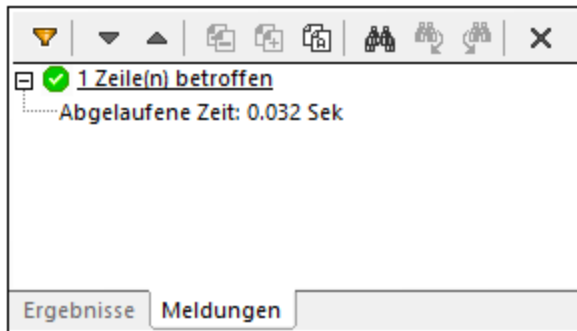 1 Zeile(n) betroffen
Abgelaufene Zeit: 0.032 Sek
Ergebnisse Meldungen